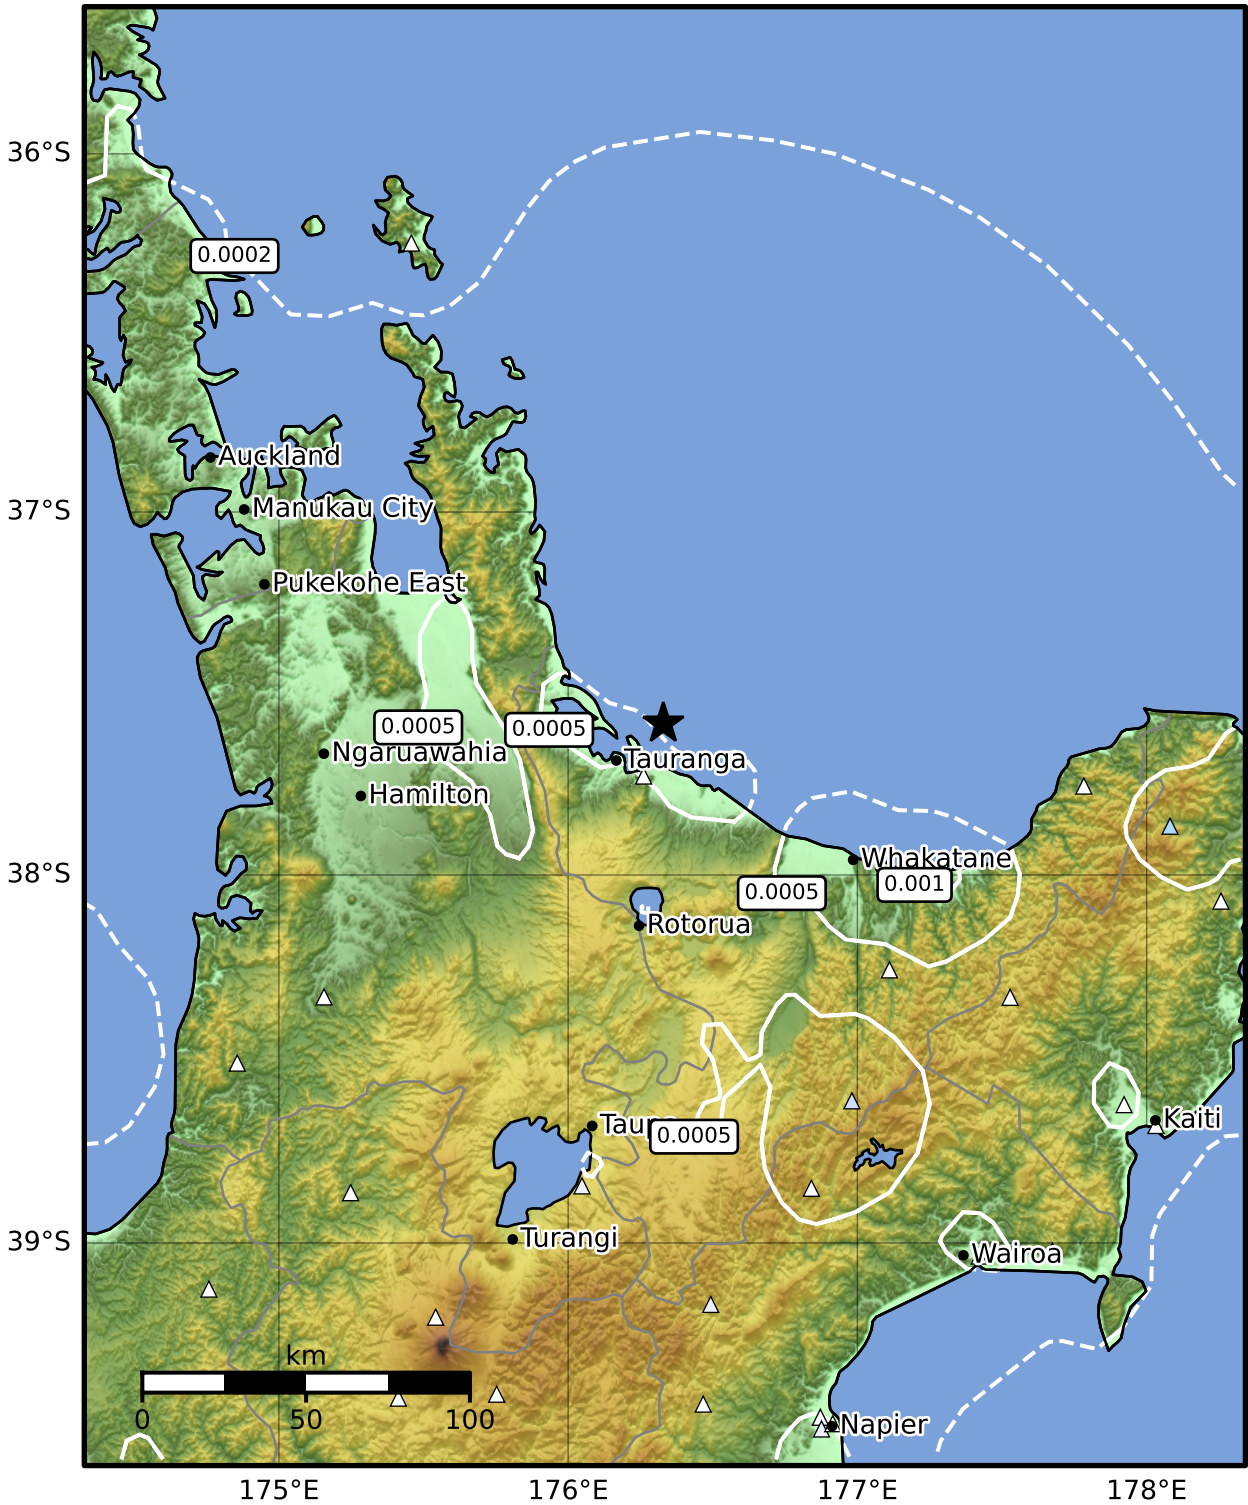 36°S
0.0002
Auckland
37°S
Manukau City
Pukekohe East
0.0005
0.0005
Ngaruawahia
Tauranga
Hamilton
38°S
Whakatane
0.0005
0.001
Rotorua
0.0005
Kaiti
39°S
Turangi
Wairoa
km
0
50
100
Napier
175°E
176°E
177°E
178°E